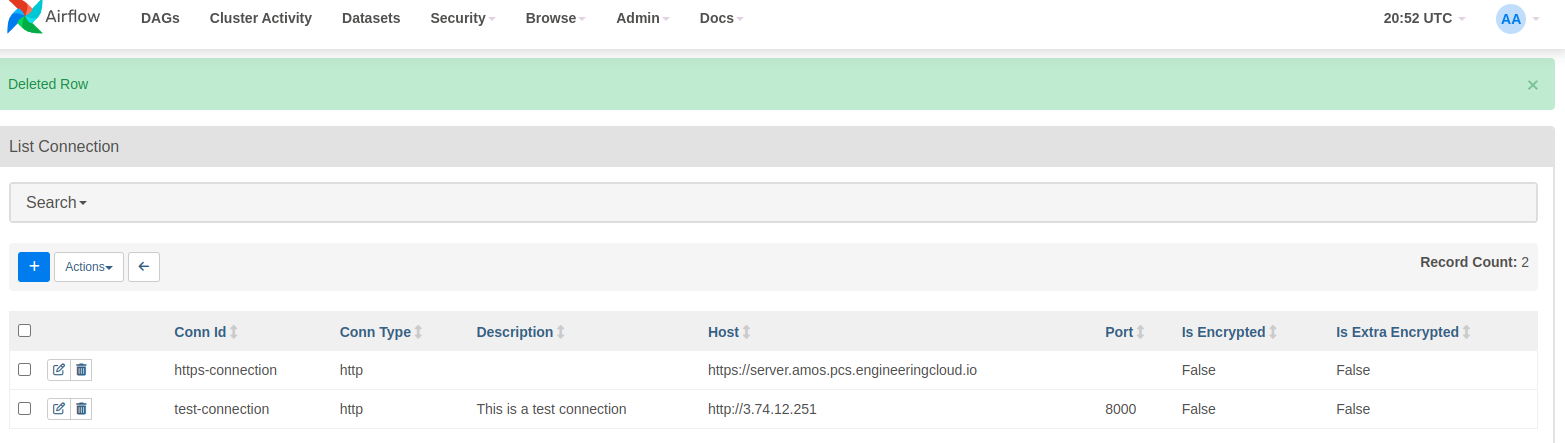 Airflow DAGs Cluster Activity Datasets Security Browse Admin Docs 20:52 UTC AA
Deleted Row ×
List Connection
Search
+ Actions Record Count: 2
Conn Id Conn Type Description Host Port Is Encrypted Is Extra Encrypted
https-connection http https://server.amos.pcs.engineeringcloud.io False False
test-connection http This is a test connection http://3.74.12.251 8000 False False